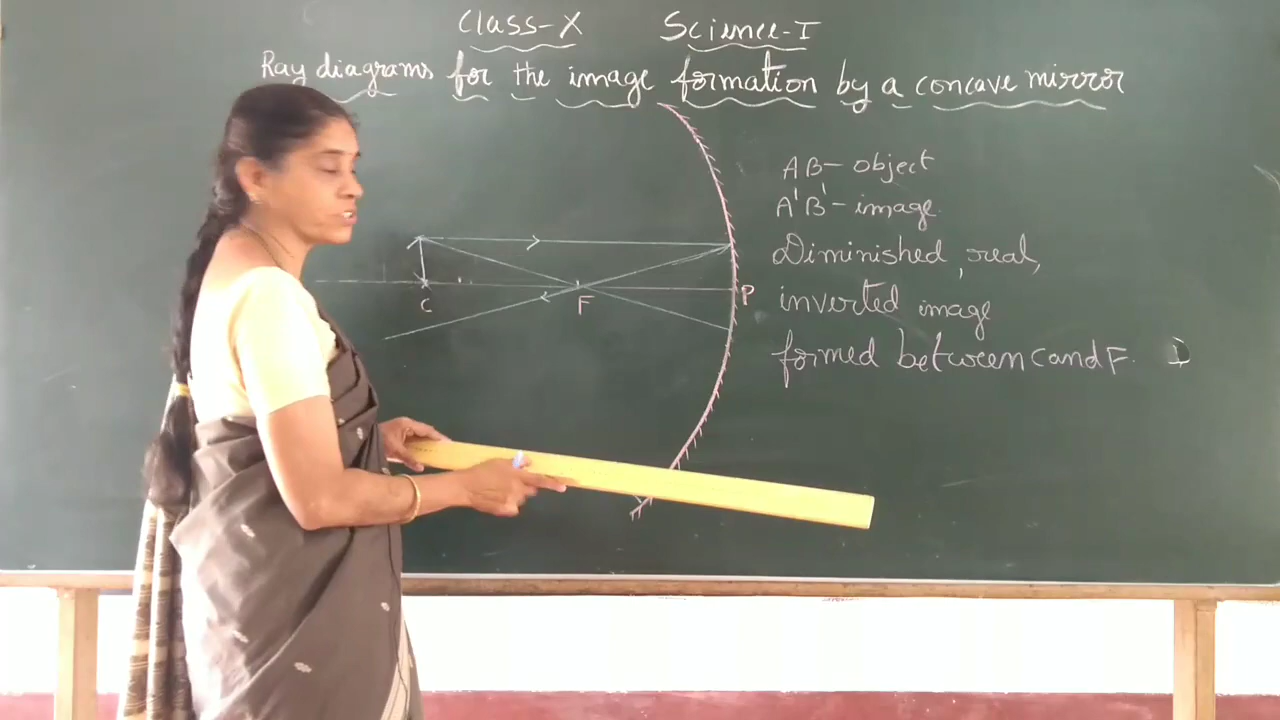 Class-X Science-I
Ray diagrams for the image formation by a concave mirror
AB- object
A'B'- image
Diminished, real,
inverted image
formed between C and F. D
C F P